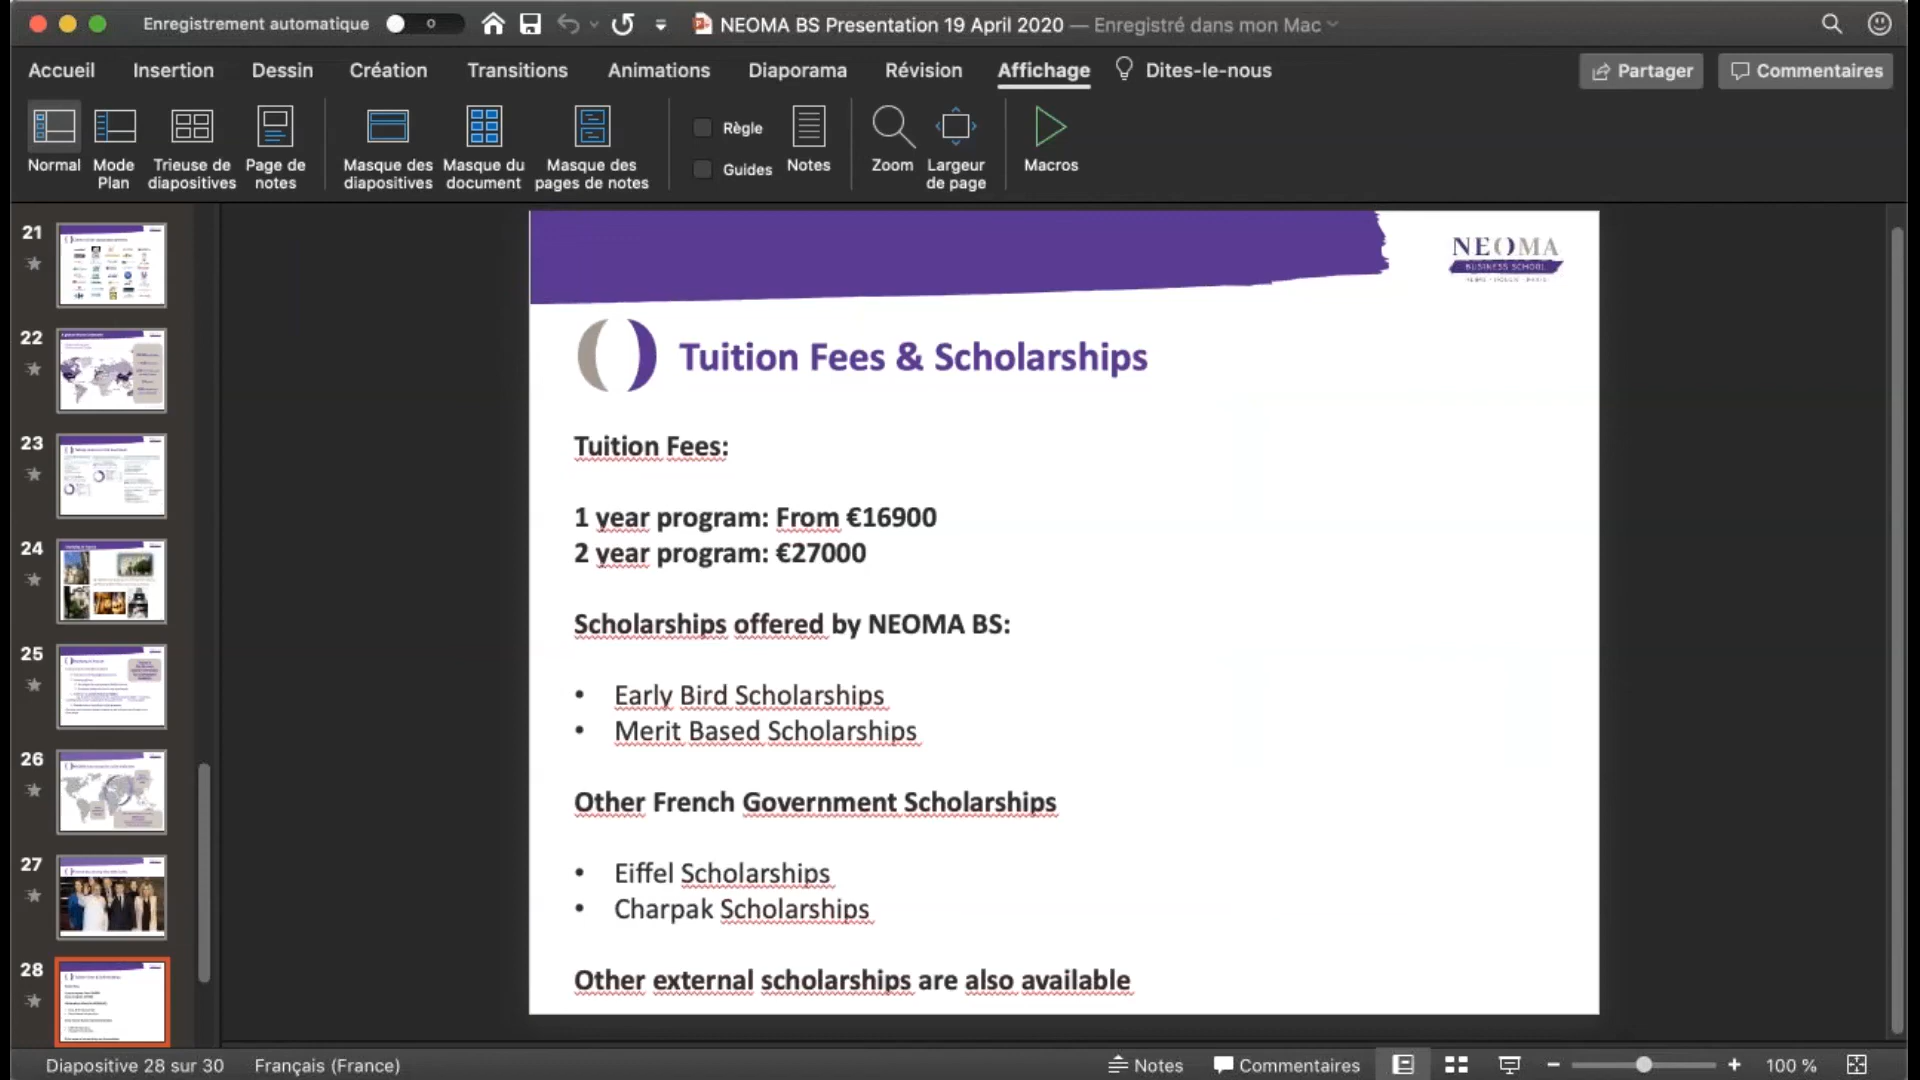 Enregistrement automatique 0 NEOMA BS Presentation 19 April 2020 — Enregistré dans mon Mac
Accueil Insertion Dessin Création Transitions Animations Diaporama Révision Affichage Dites-le-nous Partager Commentaires
Normal Mode Plan Trieuse de diapositives Page de notes Masque des diapositives Masque du document Masque des pages de notes Règle Guides Notes Zoom Largeur de page Macros
21
22
23
24
25
26
27
28
NEOMA
BUSINESS SCHOOL
Tuition Fees & Scholarships
Tuition Fees:
1 year program: From €16900
2 year program: €27000
Scholarships offered by NEOMA BS:
• Early Bird Scholarships
• Merit Based Scholarships
Other French Government Scholarships
• Eiffel Scholarships
• Charpak Scholarships
Other external scholarships are also available
Diapositive 28 sur 30 Français (France) Notes Commentaires 100 %